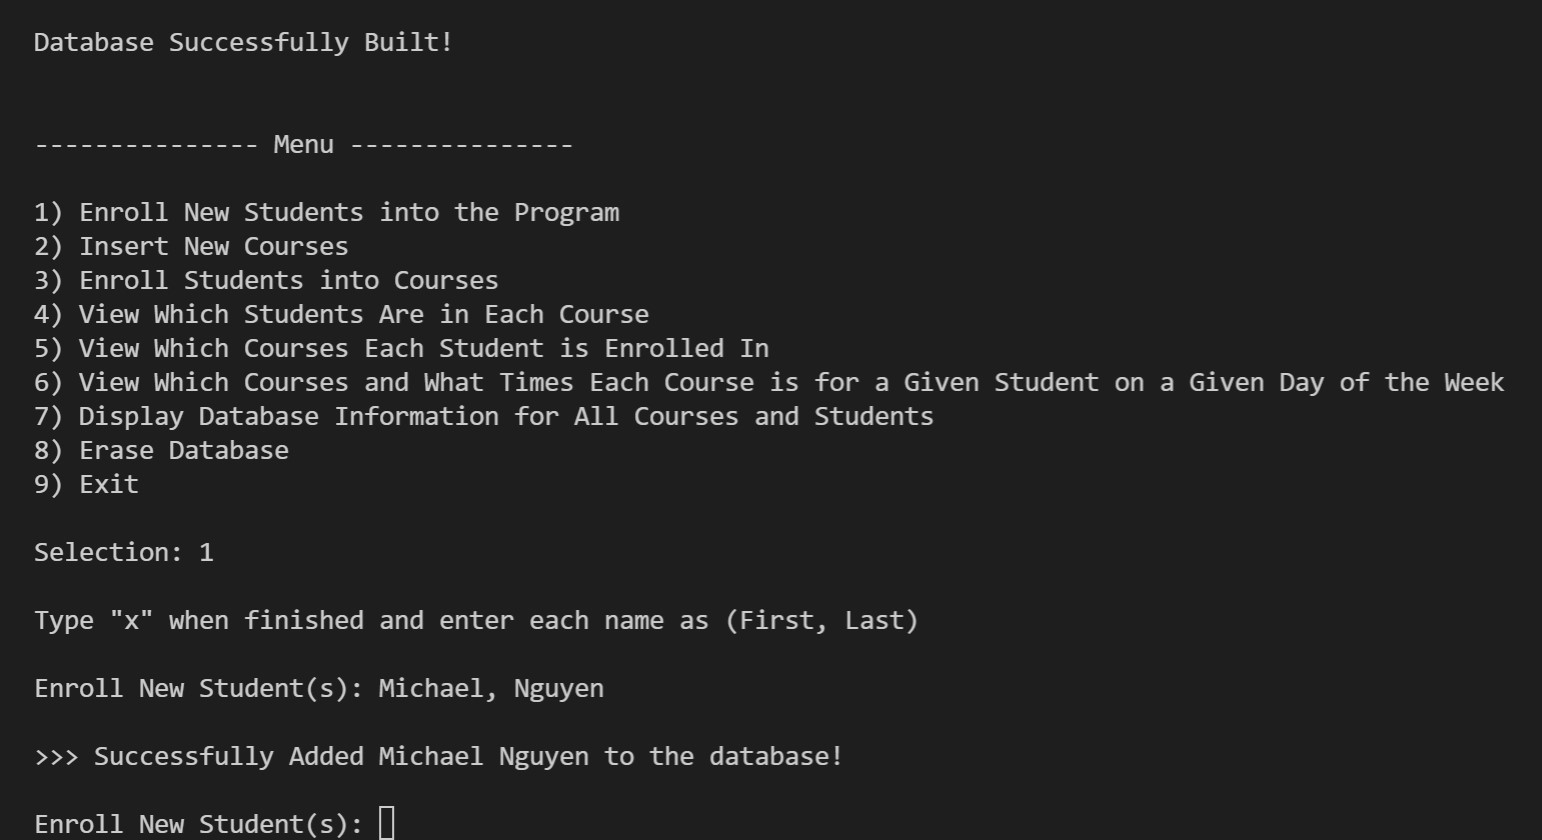 Database Successfully Built!
--------------- Menu ---------------
1) Enroll New Students into the Program
2) Insert New Courses
3) Enroll Students into Courses
4) View Which Students Are in Each Course
5) View Which Courses Each Student is Enrolled In
6) View Which Courses and What Times Each Course is for a Given Student on a Given Day of the Week
7) Display Database Information for All Courses and Students
8) Erase Database
9) Exit
Selection: 1
Type "x" when finished and enter each name as (First, Last)
Enroll New Student(s): Michael, Nguyen
>>> Successfully Added Michael Nguyen to the database!
Enroll New Student(s):